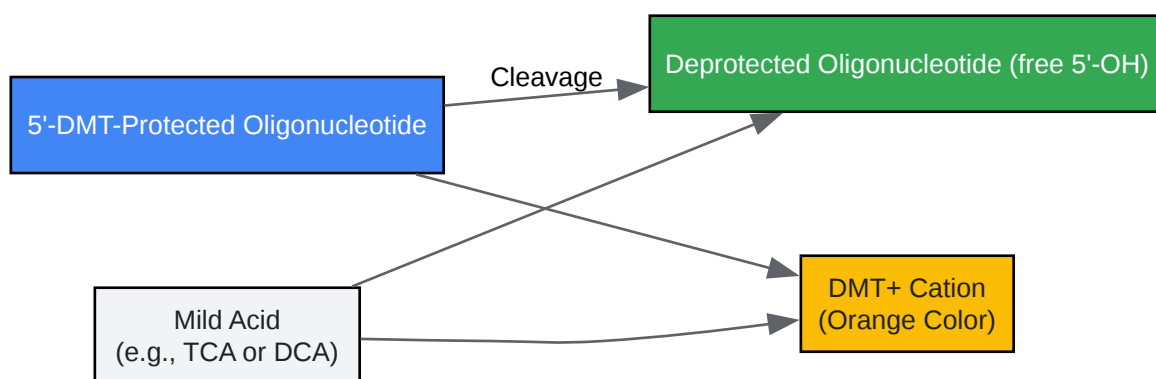 Deprotected Oligonucleotide (free 5'-OH)
Cleavage
5'-DMT-Protected Oligonucleotide
DMT+ Cation
(Orange Color)
Mild Acid
(e.g., TCA or DCA)